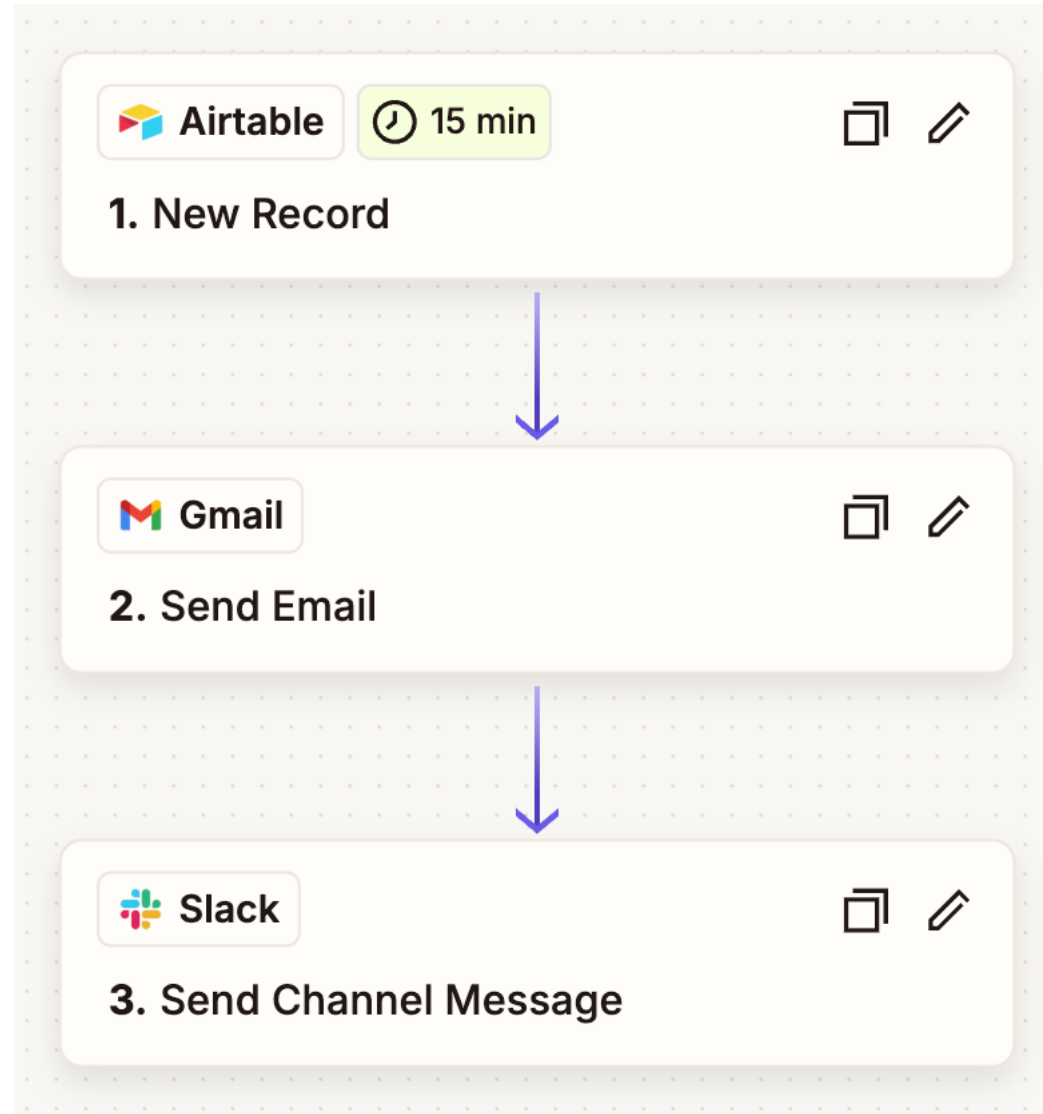 Airtable 15 min
1. New Record
Gmail
2. Send Email
Slack
3. Send Channel Message